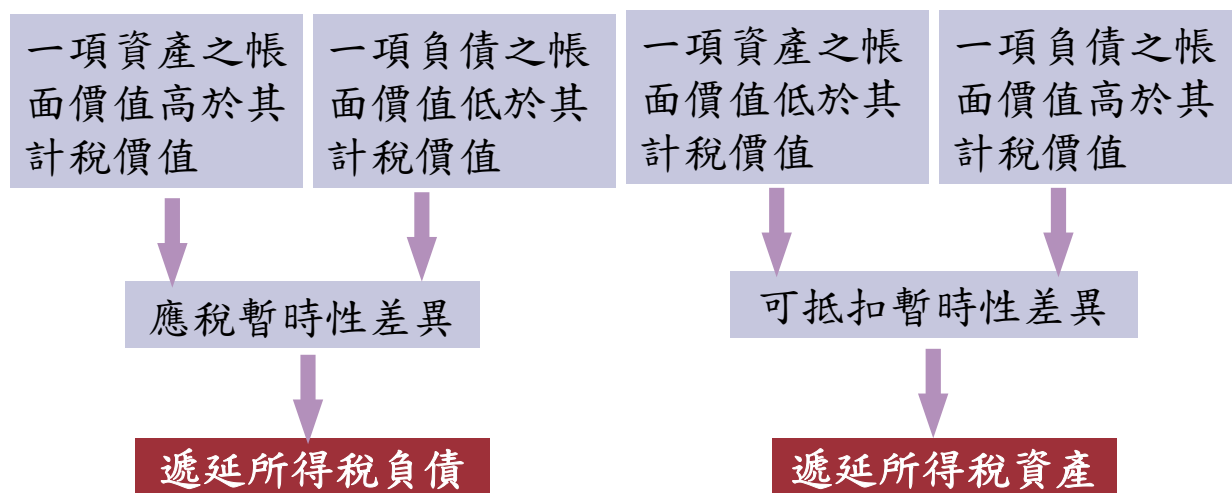 一項資產之帳
面價值高於其
計稅價值
一項負債之帳
面價值低於其
計稅價值
一項資產之帳
面價值低於其
計稅價值
一項負債之帳
面價值高於其
計稅價值
應稅暫時性差異
可抵扣暫時性差異
遞延所得稅負債
遞延所得稅資產